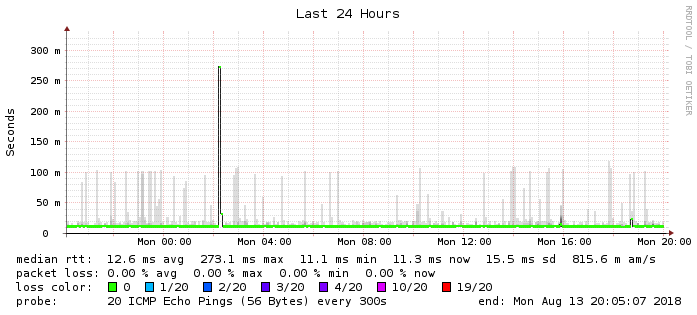 Last 24 Hours
RRDTOOL / TOBI OETIKER
Seconds
300 m
250 m
200 m
150 m
100 m
50 m
0
Mon 00:00 Mon 04:00 Mon 08:00 Mon 12:00 Mon 16:00 Mon 20:00
median rtt: 12.6 ms avg 273.1 ms max 11.1 ms min 11.3 ms now 15.5 ms sd 815.6 m am/s
packet loss: 0.00 % avg 0.00 % max 0.00 % min 0.00 % now
loss color: 0 1/20 2/20 3/20 4/20 10/20 19/20
probe: 20 ICMP Echo Pings (56 Bytes) every 300s end: Mon Aug 13 20:05:07 2018